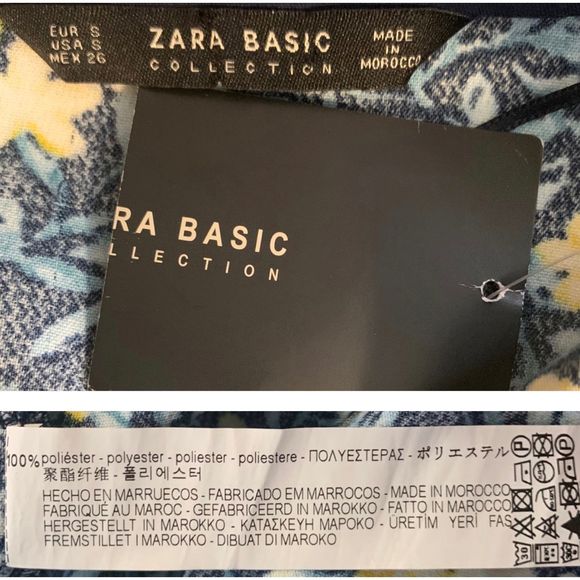 EUR S
USA S
MEX 26
ZARA BASIC
COLLECTION
MADE
IN
MOROCCO
RA BASIC
LLECTION
100% poliéster - polyester - poliester - poliestere - ΠΟΛΥΕΣΤΕΡΑΣ - ポリエステル
聚酯纤维 - 폴리에스터
HECHO EN MARRUECOS - FABRICADO EM MARROCOS - MADE IN MOROCCO
FABRIQUÉ AU MAROC - GEFABRICEERD IN MAROKKO - FATTO IN MAROCCO
HERGESTELLT IN MAROKKO - ΚΑΤΑΣΚΕΥΗ ΜΑΡΟΚΟ - ÜRETİM YERİ FAS
FREMSTILLET I MAROKKO - DIBUAT DI MAROKO
30